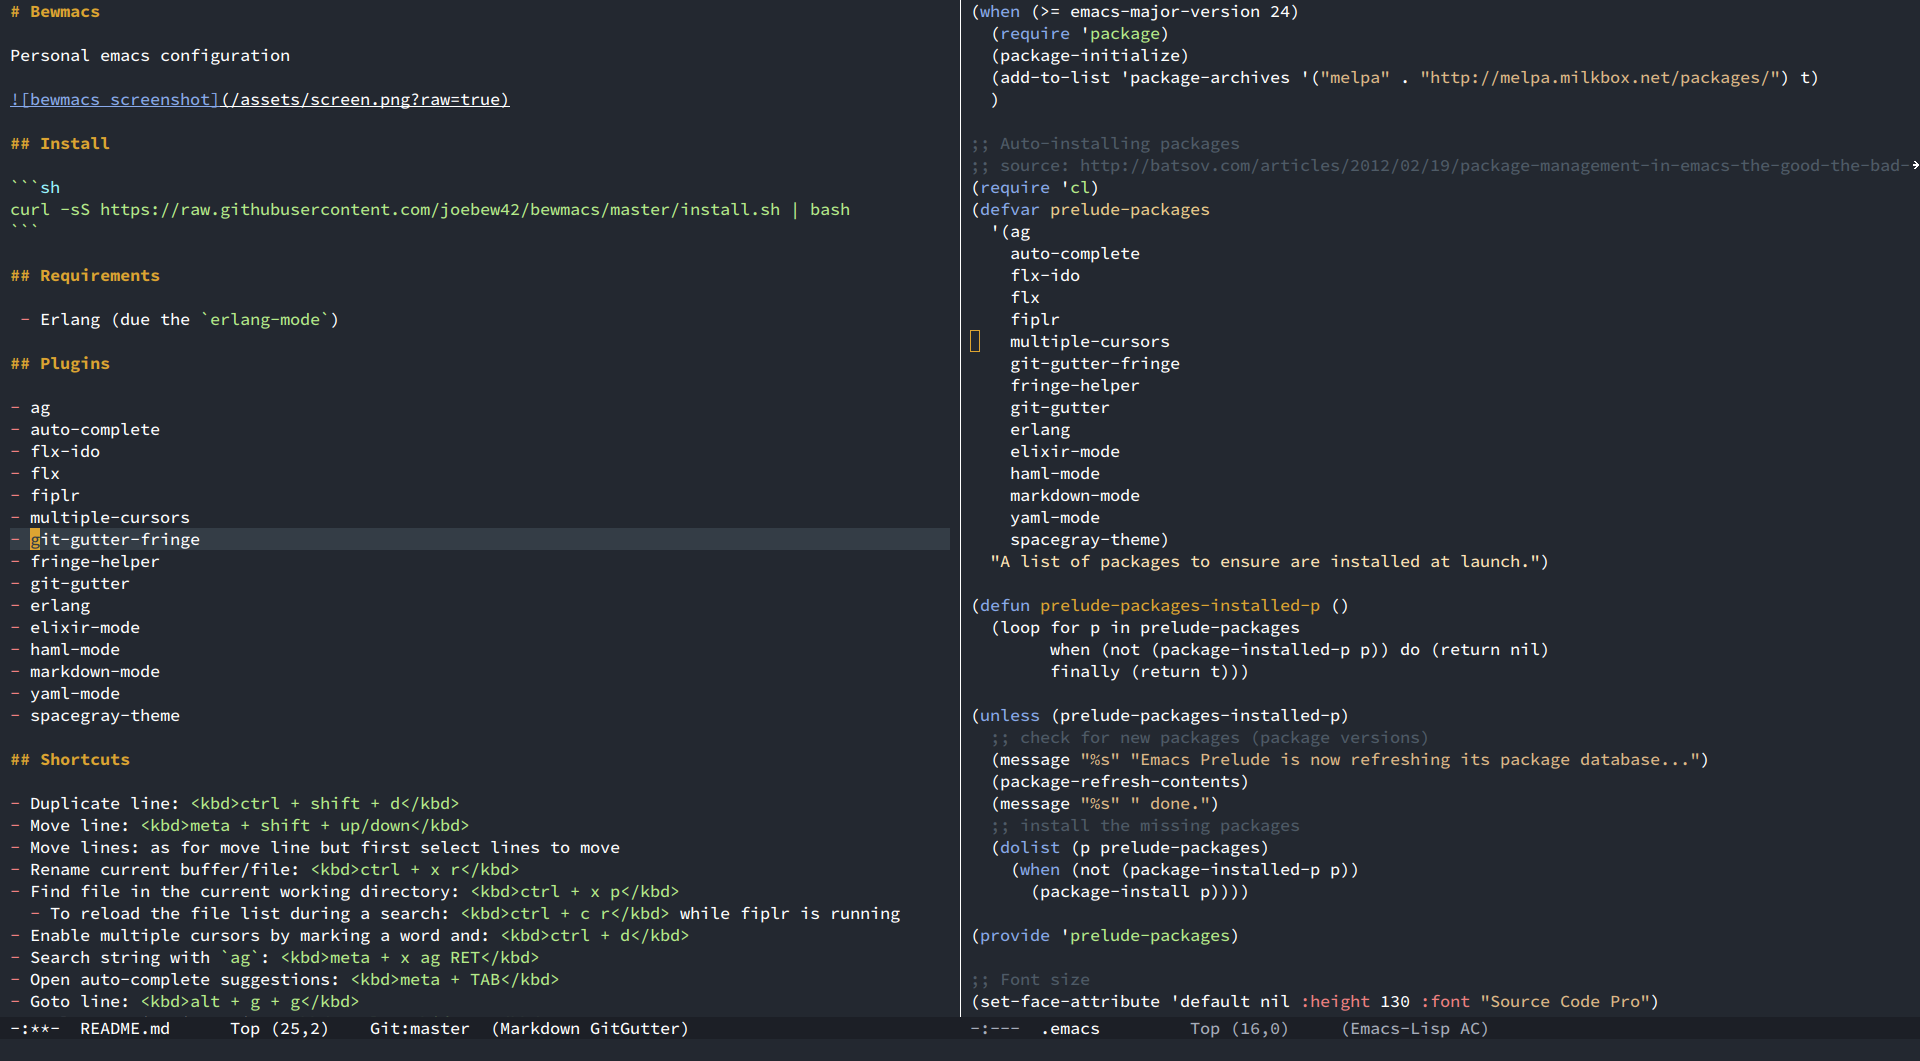 # Bewmacs

Personal emacs configuration

![bewmacs screenshot](/assets/screen.png?raw=true)

## Install

```sh
curl -sS https://raw.githubusercontent.com/joebew42/bewmacs/master/install.sh | bash
```

## Requirements

 - Erlang (due the `erlang-mode`)

## Plugins

- ag
- auto-complete
- flx-ido
- flx
- fiplr
- multiple-cursors
- git-gutter-fringe
- fringe-helper
- git-gutter
- erlang
- elixir-mode
- haml-mode
- markdown-mode
- yaml-mode
- spacegray-theme

## Shortcuts

- Duplicate line: <kbd>ctrl + shift + d</kbd>
- Move line: <kbd>meta + shift + up/down</kbd>
- Move lines: as for move line but first select lines to move
- Rename current buffer/file: <kbd>ctrl + x r</kbd>
- Find file in the current working directory: <kbd>ctrl + x p</kbd>
  - To reload the file list during a search: <kbd>ctrl + c r</kbd> while fiplr is running
- Enable multiple cursors by marking a word and: <kbd>ctrl + d</kbd>
- Search string with `ag`: <kbd>meta + x ag RET</kbd>
- Open auto-complete suggestions: <kbd>meta + TAB</kbd>
- Goto line: <kbd>alt + g + g</kbd>
-:**-  README.md      Top (25,2)    Git:master  (Markdown GitGutter)
(when (>= emacs-major-version 24)
  (require 'package)
  (package-initialize)
  (add-to-list 'package-archives '("melpa" . "http://melpa.milkbox.net/packages/") t)
  )

;; Auto-installing packages
;; source: http://batsov.com/articles/2012/02/19/package-management-in-emacs-the-good-the-bad-→
(require 'cl)
(defvar prelude-packages
  '(ag
    auto-complete
    flx-ido
    flx
    fiplr
    multiple-cursors
    git-gutter-fringe
    fringe-helper
    git-gutter
    erlang
    elixir-mode
    haml-mode
    markdown-mode
    yaml-mode
    spacegray-theme)
  "A list of packages to ensure are installed at launch.")

(defun prelude-packages-installed-p ()
  (loop for p in prelude-packages
        when (not (package-installed-p p)) do (return nil)
        finally (return t)))

(unless (prelude-packages-installed-p)
  ;; check for new packages (package versions)
  (message "%s" "Emacs Prelude is now refreshing its package database...")
  (package-refresh-contents)
  (message "%s" " done.")
  ;; install the missing packages
  (dolist (p prelude-packages)
    (when (not (package-installed-p p))
      (package-install p))))

(provide 'prelude-packages)

;; Font size
(set-face-attribute 'default nil :height 130 :font "Source Code Pro")
-:---  .emacs         Top (16,0)     (Emacs-Lisp AC)